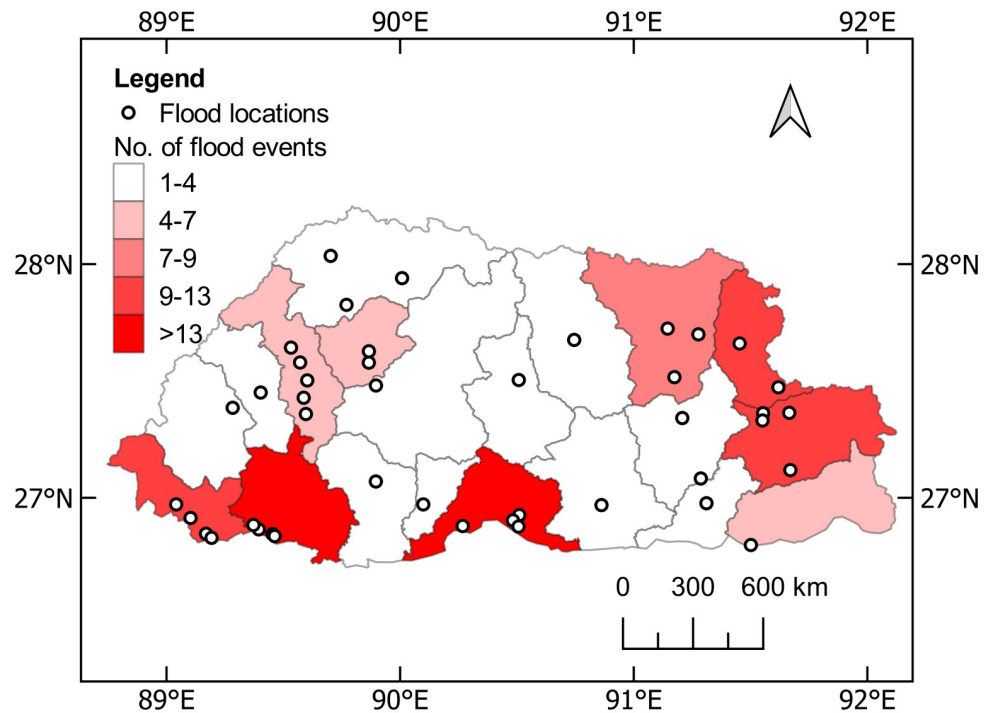 89°E 90°E 91°E 92°E
Legend
Flood locations
No. of flood events
1-4
4-7
7-9
9-13
>13
28°N 28°N
27°N 27°N
0 300 600 km
89°E 90°E 91°E 92°E